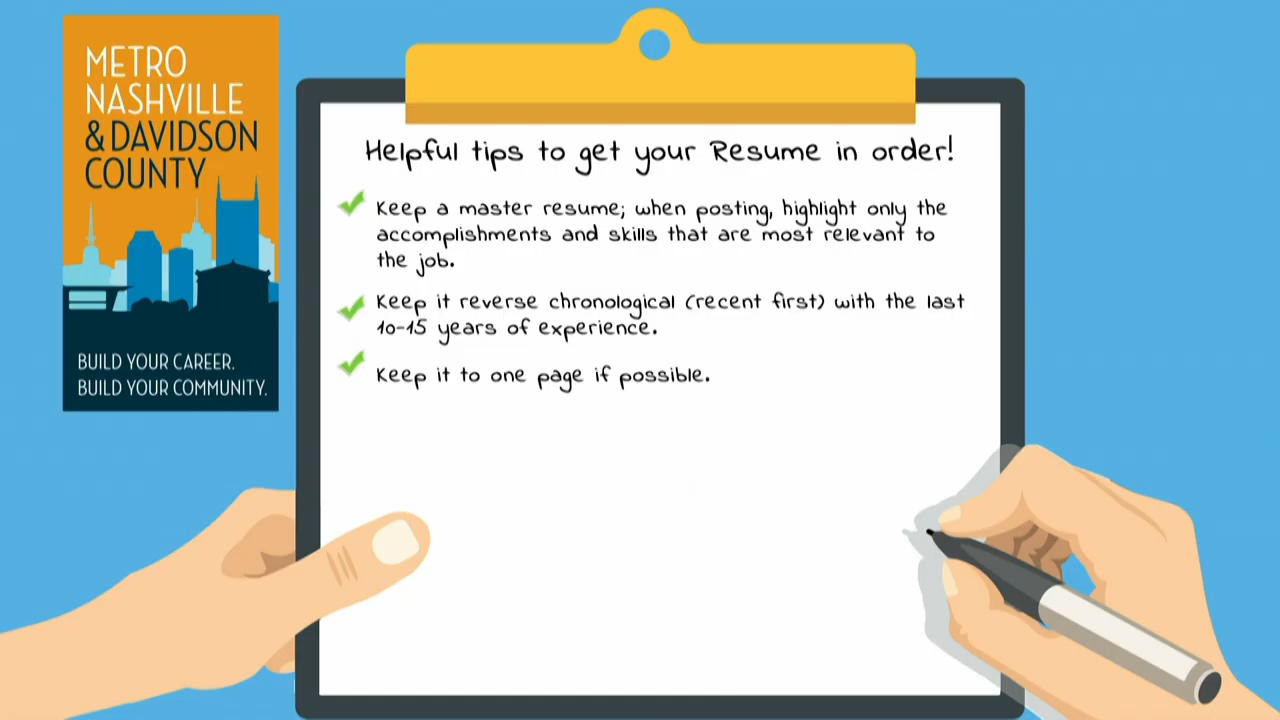 METRO
NASHVILLE
& DAVIDSON
COUNTY
BUILD YOUR CAREER.
BUILD YOUR COMMUNITY.
Helpful tips to get your Resume in order!
Keep a master resume; when posting, highlight only the
accomplishments and skills that are most relevant to
the job.
Keep it reverse chronological (recent first) with the last
10-15 years of experience.
Keep it to one page if possible.